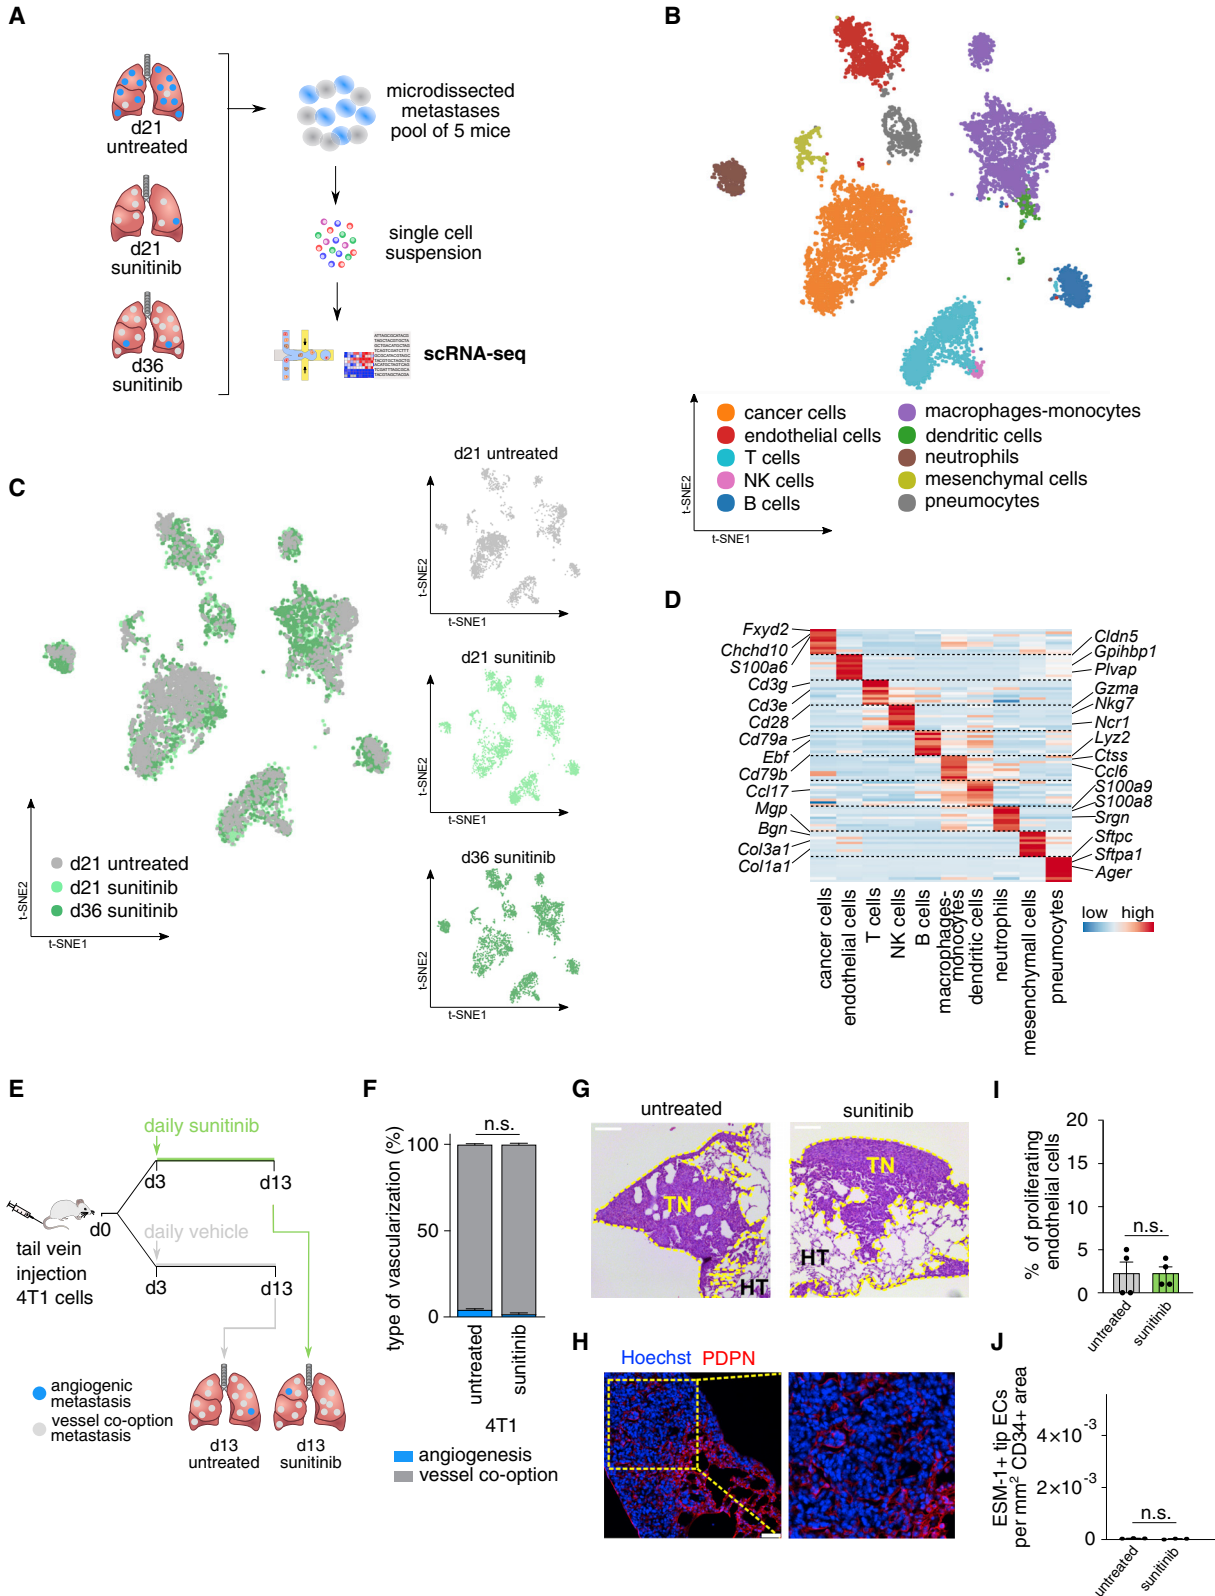 A
d21
untreated
d21
sunitinib
d36
sunitinib
microdissected
metastases
pool of 5 mice
single cell
suspension
scRNA-seq
B
t-SNE2
t-SNE1
cancer cells
endothelial cells
T cells
NK cells
B cells
macrophages-monocytes
dendritic cells
neutrophils
mesenchymal cells
pneumocytes
C
t-SNE2
t-SNE1
d21 untreated
d21 sunitinib
d36 sunitinib
d21 untreated
t-SNE2
t-SNE1
d21 sunitinib
t-SNE2
t-SNE1
d36 sunitinib
t-SNE2
t-SNE1
D
Fxyd2
Chchd10
S100a6
Cd3g
Cd3e
Cd28
Cd79a
Ebf
Cd79b
Ccl17
Mgp
Bgn
Col3a1
Col1a1
Cldn5
Gpihbp1
Plvap
Gzma
Nkg7
Ncr1
Lyz2
Ctss
Ccl6
S100a9
S100a8
Srgn
Sftpc
Sftpa1
Ager
cancer cells
endothelial cells
T cells
NK cells
B cells
macrophages-
monocytes
dendritic cells
neutrophils
mesenchymal cells
pneumocytes
low high
E
daily sunitinib
d3 d13
d0
daily vehicle
d3 d13
tail vein
injection
4T1 cells
angiogenic
metastasis
vessel co-option
metastasis
d13
untreated
d13
sunitinib
F
type of vascularization (%)
n.s.
100
50
0
untreated
sunitinib
4T1
angiogenesis
vessel co-option
G
untreated
sunitinib
TN
HT
TN
HT
H
Hoechst PDPN
I
% of proliferating
endothelial cells
20
15
10
5
0
n.s.
untreated
sunitinib
J
ESM-1+ tip ECs
per mm² CD34+ area
4×10⁻³
2×10⁻³
0
n.s.
untreated
sunitinib